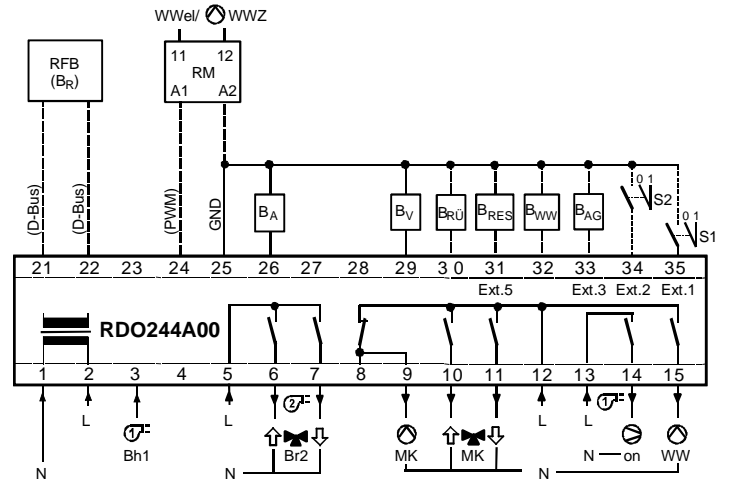 WWel/ WWZ
11 12
RM
A1 A2
RFB
(BR)
(D-Bus)
(D-Bus)
(PWM)
GND
BA
BV
BRÜ
BRES
BWW
BAG
0 1
S2
0 1
S1
21 22 23 24 25 26 27 28 29 30 31 32 33 34 35
Ext.5 Ext.3 Ext.2 Ext.1
RDO244A00
1 2 3 4 5 6 7 8 9 10 11 12 13 14 15
L
1
Bh1
L
2
Br2
MK
MK
L
L
1
N on
WW
N
N
N